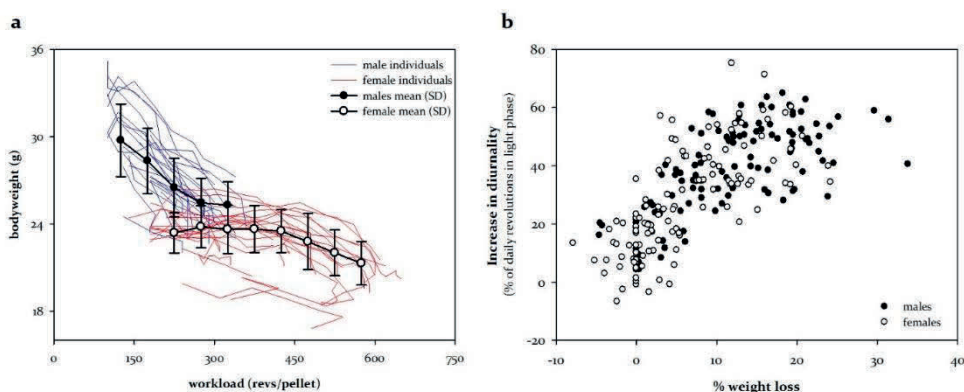 a
36
30
24
18
bodyweight (g)
0 150 300 450 600 750
workload (revs/pellet)
male individuals
female individuals
males mean (SD)
female mean (SD)
b
80
60
40
20
0
-20
Increase in diurnality
(% of daily revolutions in light phase)
-10 0 10 20 30 40
% weight loss
males
females